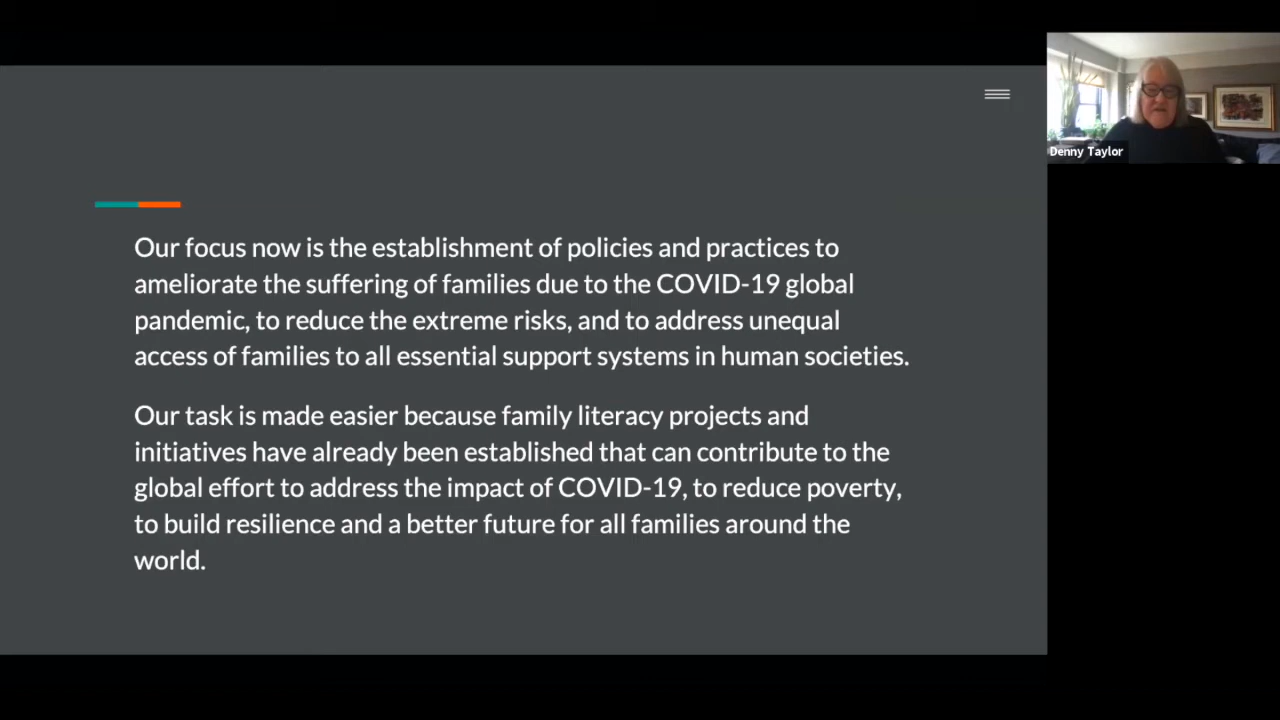 Our focus now is the establishment of policies and practices to
ameliorate the suffering of families due to the COVID-19 global
pandemic, to reduce the extreme risks, and to address unequal
access of families to all essential support systems in human societies.
Our task is made easier because family literacy projects and
initiatives have already been established that can contribute to the
global effort to address the impact of COVID-19, to reduce poverty,
to build resilience and a better future for all families around the
world.
Denny Taylor